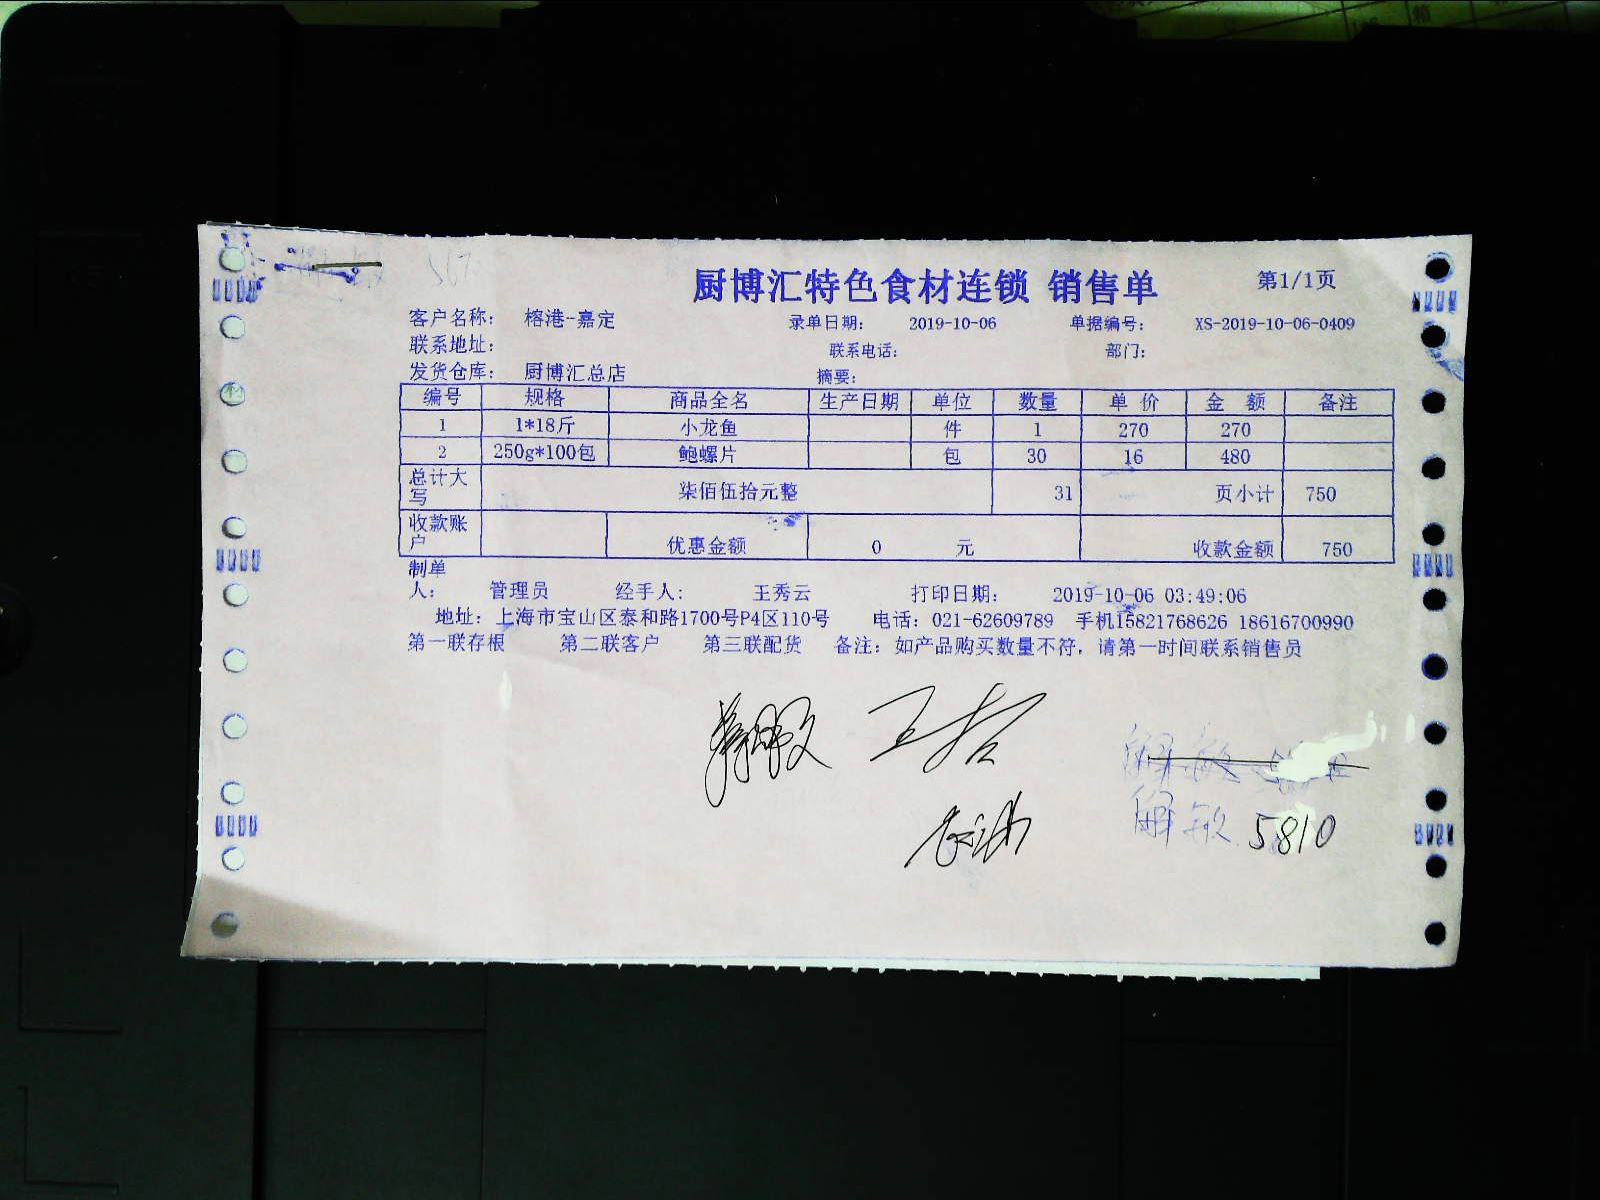 厨博汇特色食材连锁 销售单 第1/1页
客户名称： 榕港-嘉定 录单日期： 2019-10-06 单据编号： XS-2019-10-06-0409
联系地址： 联系电话： 部门：
发货仓库： 厨博汇总店 摘要：
编号 规格 商品全名 生产日期 单位 数量 单 价 金 额 备注
1 1*18斤 小龙鱼 件 1 270 270
2 250g*100包 鲍螺片 包 30 16 480
总计大写 柒佰伍拾元整 31 页小计 750
收款账户 优惠金额 0 元 收款金额 750
制单人： 管理员 经手人： 王秀云 打印日期： 2019-10-06 03:49:06
地址：上海市宝山区泰和路1700号P4区110号 电话：021-62609789 手机15821768626 18616700990
第一联存根 第二联客户 第三联配货 备注：如产品购买数量不符，请第一时间联系销售员
5810